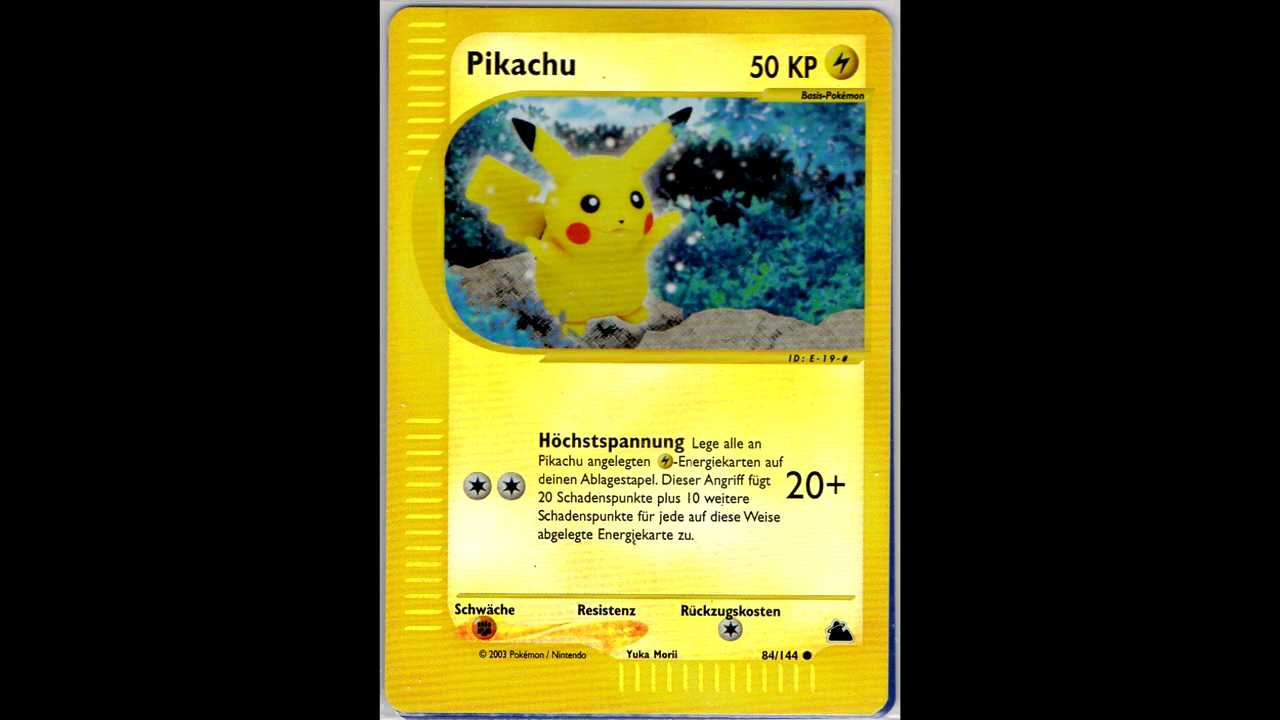 Pikachu 50 KP
Basis-Pokémon
ID: E-19-#
Höchstspannung Lege alle an
Pikachu angelegten -Energiekarten auf
deinen Ablagestapel. Dieser Angriff fügt
20 Schadenspunkte plus 10 weitere
Schadenspunkte für jede auf diese Weise
abgelegte Energiekarte zu.
20+
Schwäche Resistenz Rückzugskosten
© 2003 Pokémon / Nintendo Yuka Morii 84/144